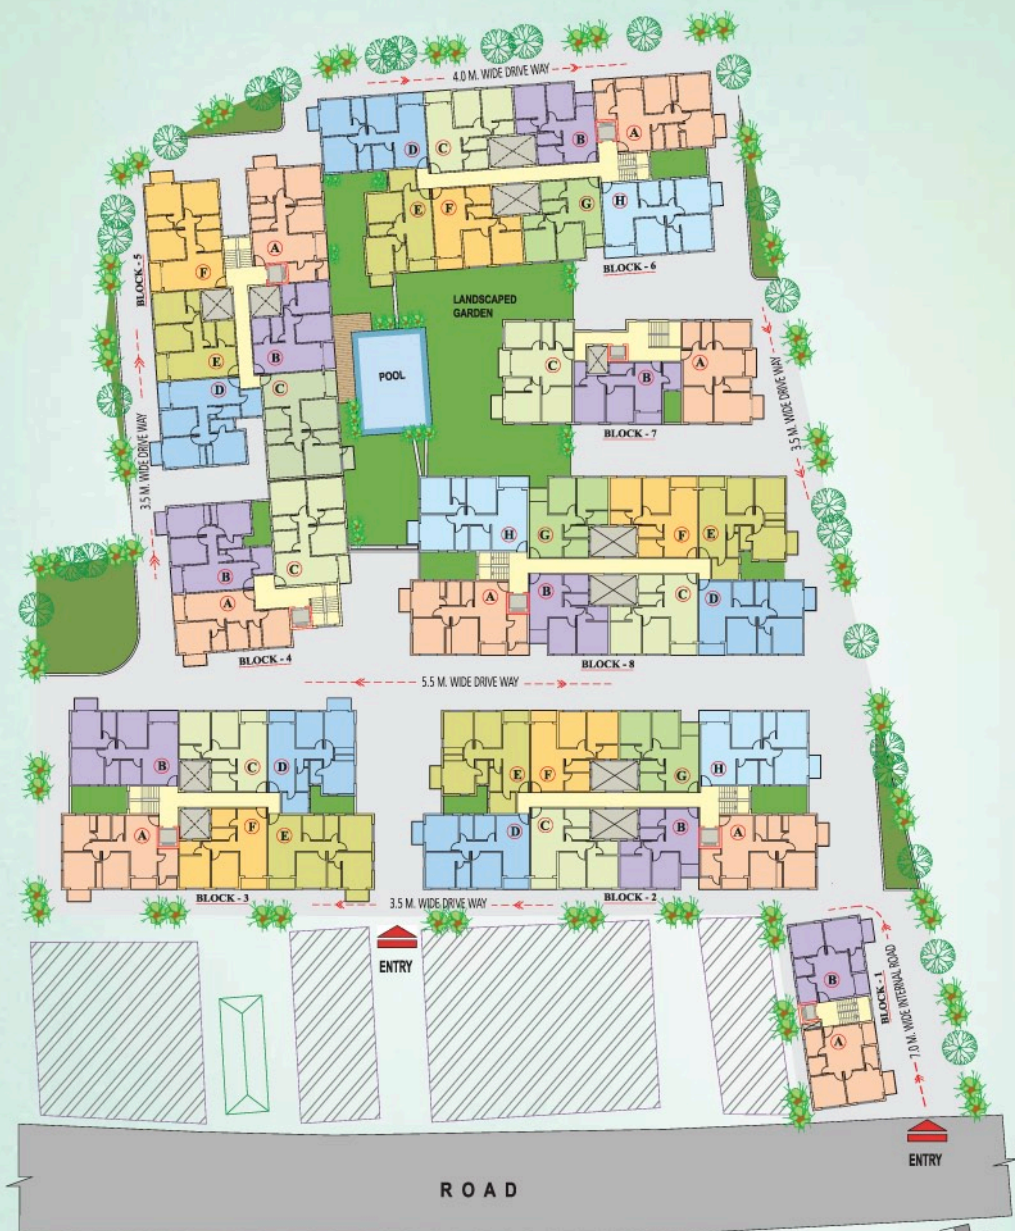 4.0 M. WIDE DRIVE WAY
D
C
B
A
E
F
G
H
BLOCK - 6
A
F
B
E
D
C
BLOCK - 5
3.5 M. WIDE DRIVE WAY
LANDSCAPED
GARDEN
POOL
C
B
A
BLOCK - 7
3.5 M. WIDE DRIVE WAY
B
C
A
BLOCK - 4
H
G
F
E
A
B
C
D
BLOCK - 8
5.5 M. WIDE DRIVE WAY
B
C
D
A
F
E
BLOCK - 3
E
F
G
H
D
C
B
A
BLOCK - 2
3.5 M. WIDE DRIVE WAY
ENTRY
B
A
BLOCK - 1
7.0 M. WIDE INTERNAL ROAD
ENTRY
ROAD